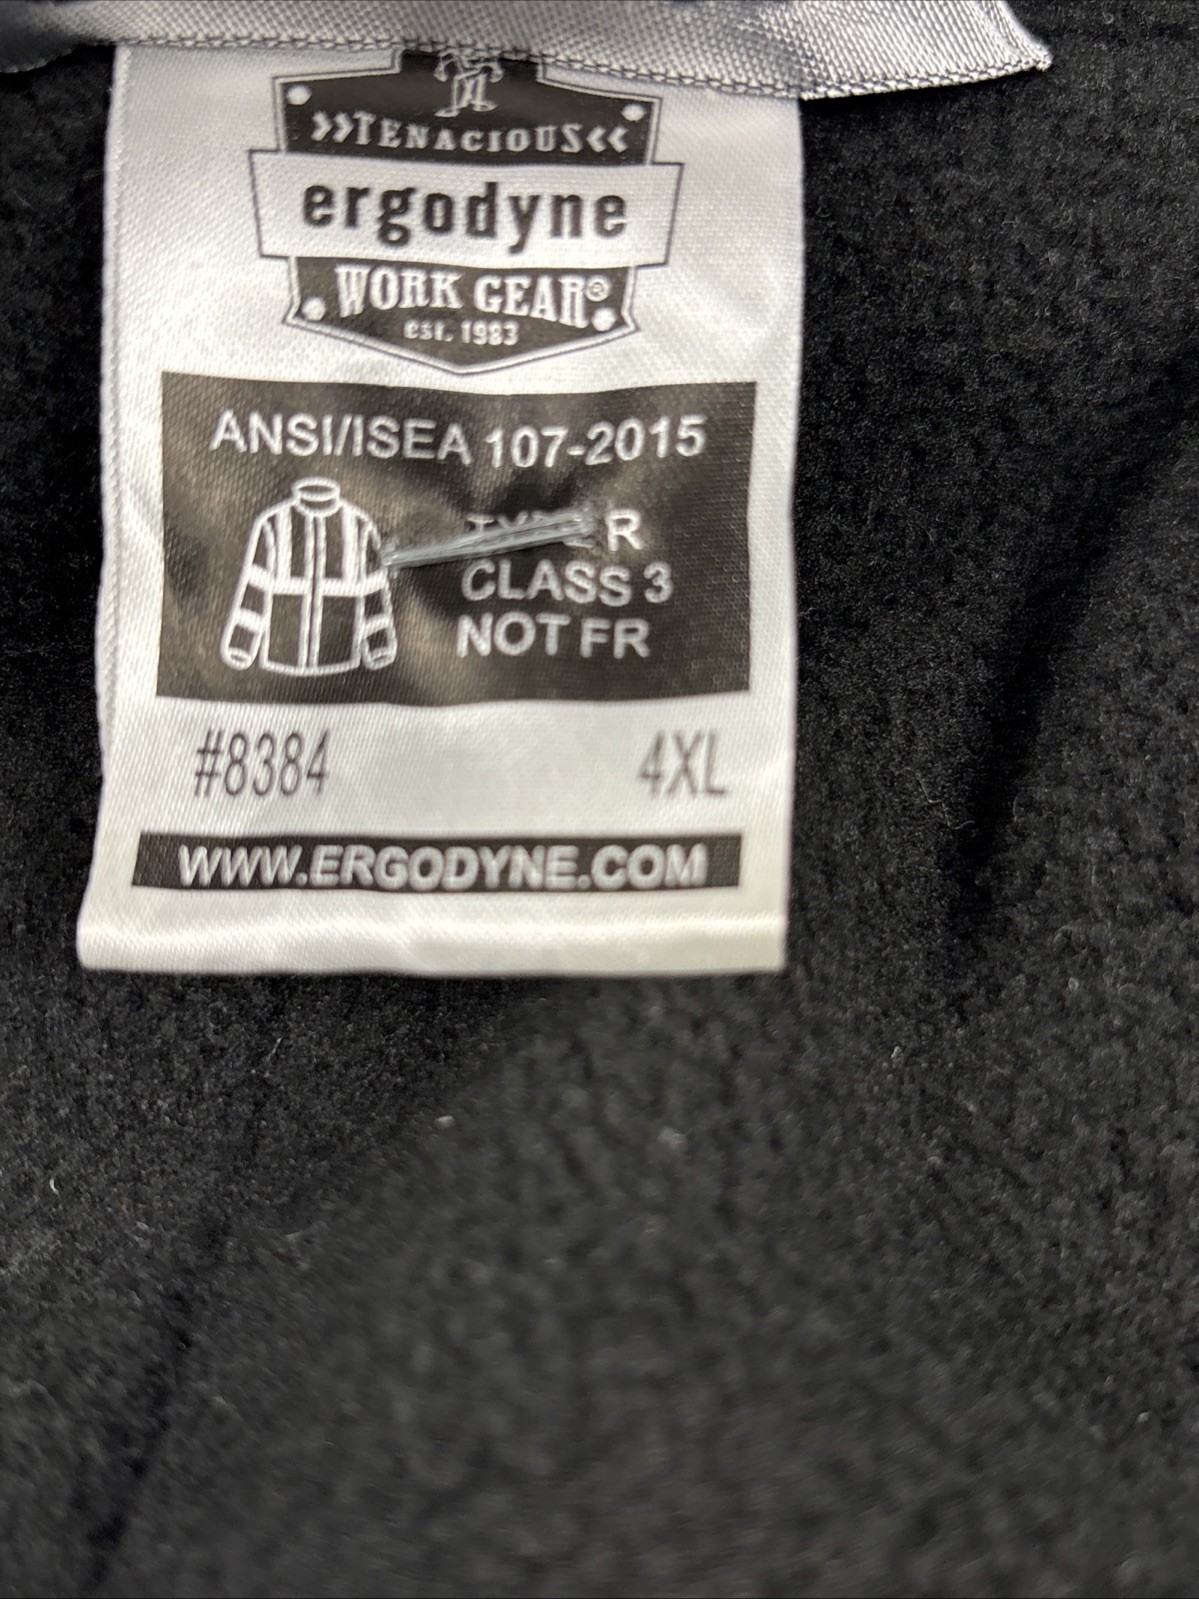 »TENACIOUS«
ergodyne
WORK GEAR®
est. 1983
ANSI/ISEA 107-2015
TYPE R
CLASS 3
NOT FR
#8384 4XL
WWW.ERGODYNE.COM